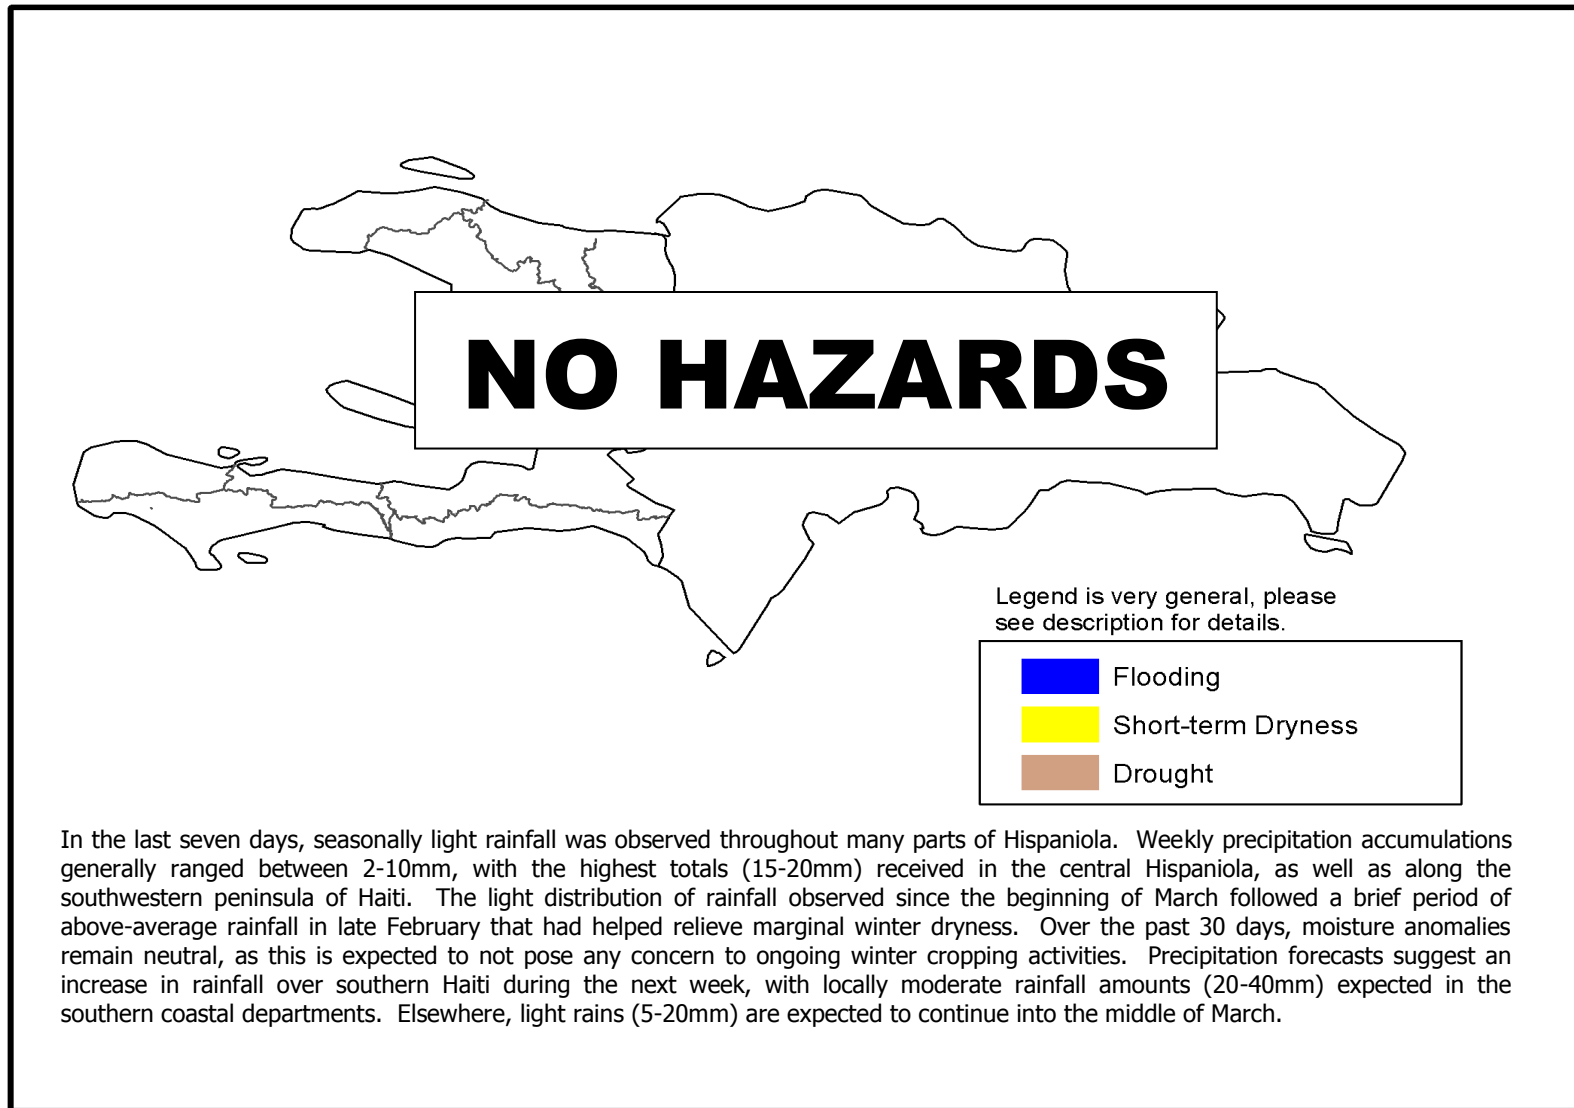 NO HAZARDS
Legend is very general, please
see description for details.
Flooding
Short-term Dryness
Drought
In the last seven days, seasonally light rainfall was observed throughout many parts of Hispaniola. Weekly precipitation accumulations
generally ranged between 2-10mm, with the highest totals (15-20mm) received in the central Hispaniola, as well as along the
southwestern peninsula of Haiti. The light distribution of rainfall observed since the beginning of March followed a brief period of
above-average rainfall in late February that had helped relieve marginal winter dryness. Over the past 30 days, moisture anomalies
remain neutral, as this is expected to not pose any concern to ongoing winter cropping activities. Precipitation forecasts suggest an
increase in rainfall over southern Haiti during the next week, with locally moderate rainfall amounts (20-40mm) expected in the
southern coastal departments. Elsewhere, light rains (5-20mm) are expected to continue into the middle of March.